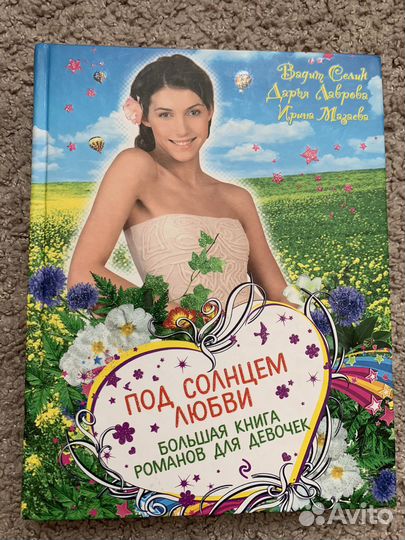 Вадим Селин
Дарья Лаврова
Ирина Мазаева
ПОД СОЛНЦЕМ
ЛЮБВИ
БОЛЬШАЯ КНИГА
РОМАНОВ ДЛЯ ДЕВОЧЕК
Avito